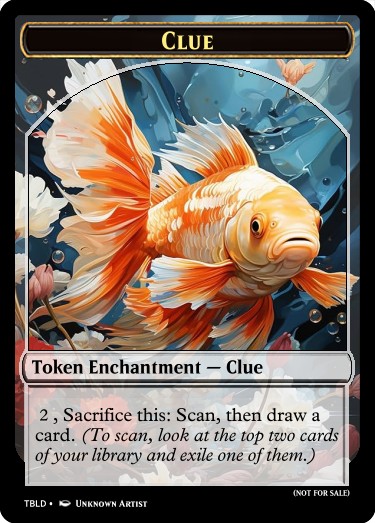 Clue
Token Enchantment — Clue
2 , Sacrifice this: Scan, then draw a
card. (To scan, look at the top two cards
of your library and exile one of them.)
(NOT FOR SALE)
TBLD • Unknown Artist